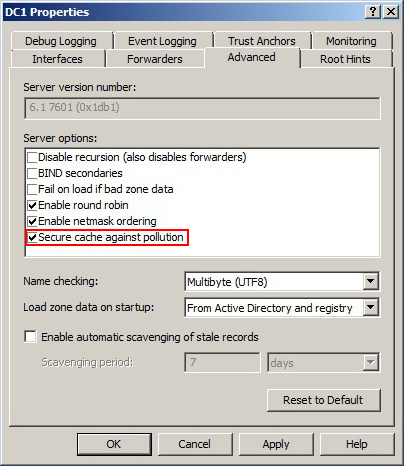 DC1 Properties
Debug Logging Event Logging Trust Anchors Monitoring
Interfaces Forwarders Advanced Root Hints
Server version number:
6.1 7601 (0x1db1)
Server options:
Disable recursion (also disables forwarders)
BIND secondaries
Fail on load if bad zone data
Enable round robin
Enable netmask ordering
Secure cache against pollution
Name checking: Multibyte (UTF8)
Load zone data on startup: From Active Directory and registry
Enable automatic scavenging of stale records
Scavenging period: 7 days
Reset to Default
OK Cancel Apply Help